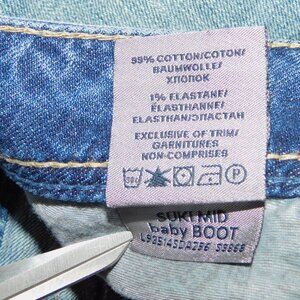 99% COTTON/COTON/
BAUMWOLLE/
ХЛОПОК
1% ELASTANE/
ÉLASTHANNE/
ELASTHAN/ЭЛАСТАН
EXCLUSIVE OF TRIM/
GARNITURES
NON-COMPRISES
P
SUKI MID
baby BOOT